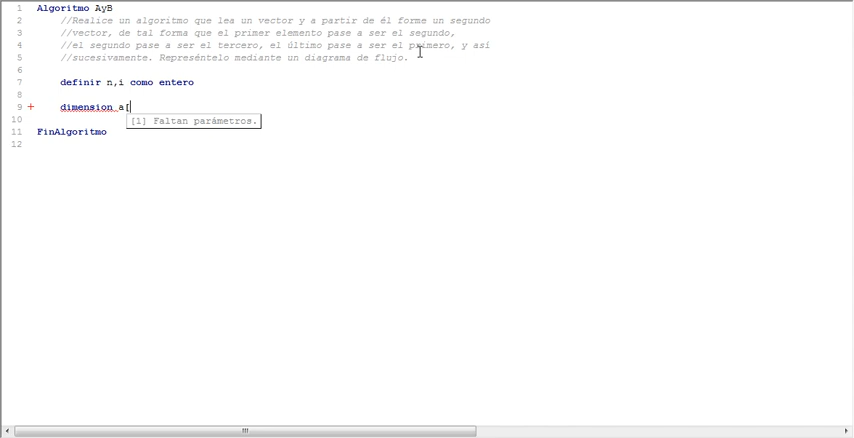 1 Algoritmo AyB
2 //Realice un algoritmo que lea un vector y a partir de él forme un segundo
3 //vector, de tal forma que el primer elemento pase a ser el segundo,
4 //el segundo pase a ser el tercero, el último pase a ser el primero, y así
5 //sucesivamente. Represéntelo mediante un diagrama de flujo.
6
7 definir n,i como entero
8
9 + dimension a[
10 [1] Faltan parámetros.
11 FinAlgoritmo
12